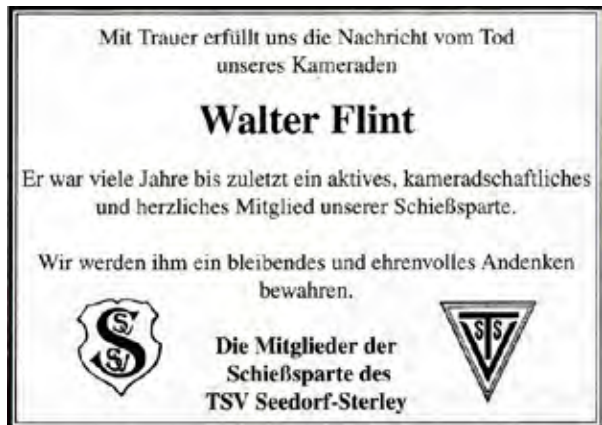 Mit Trauer erfüllt uns die Nachricht vom Tod
unseres Kameraden
Walter Flint
Er war viele Jahre bis zuletzt ein aktives, kameradschaftliches
und herzliches Mitglied unserer Schießsparte.
Wir werden ihm ein bleibendes und ehrenvolles Andenken
bewahren.
Die Mitglieder der
Schießsparte des
TSV Seedorf-Sterley